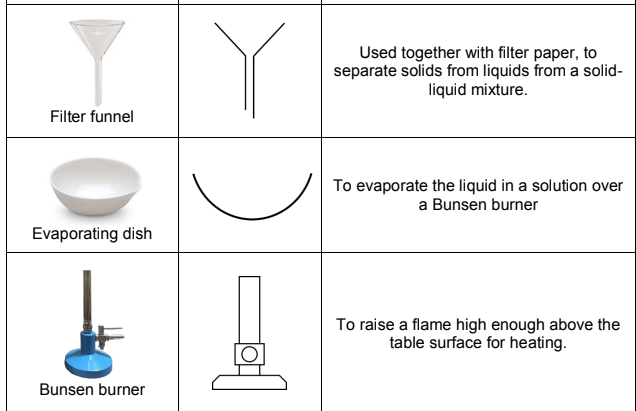 Filter funnel
Used together with filter paper, to
separate solids from liquids from a solid-
liquid mixture.
Evaporating dish
To evaporate the liquid in a solution over
a Bunsen burner
Bunsen burner
To raise a flame high enough above the
table surface for heating.